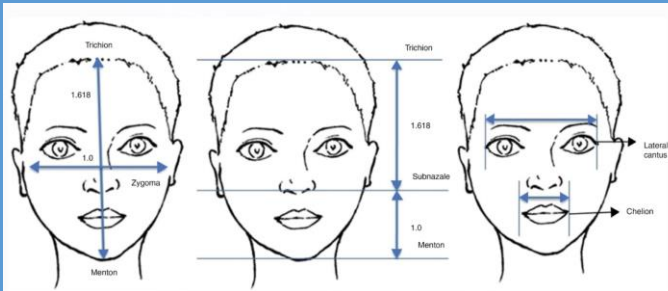 Trichion
1.618
1.0
Zygoma
Menton
Trichion
1.618
Subnazale
1.0
Menton
Lateral
cantus
Chelion